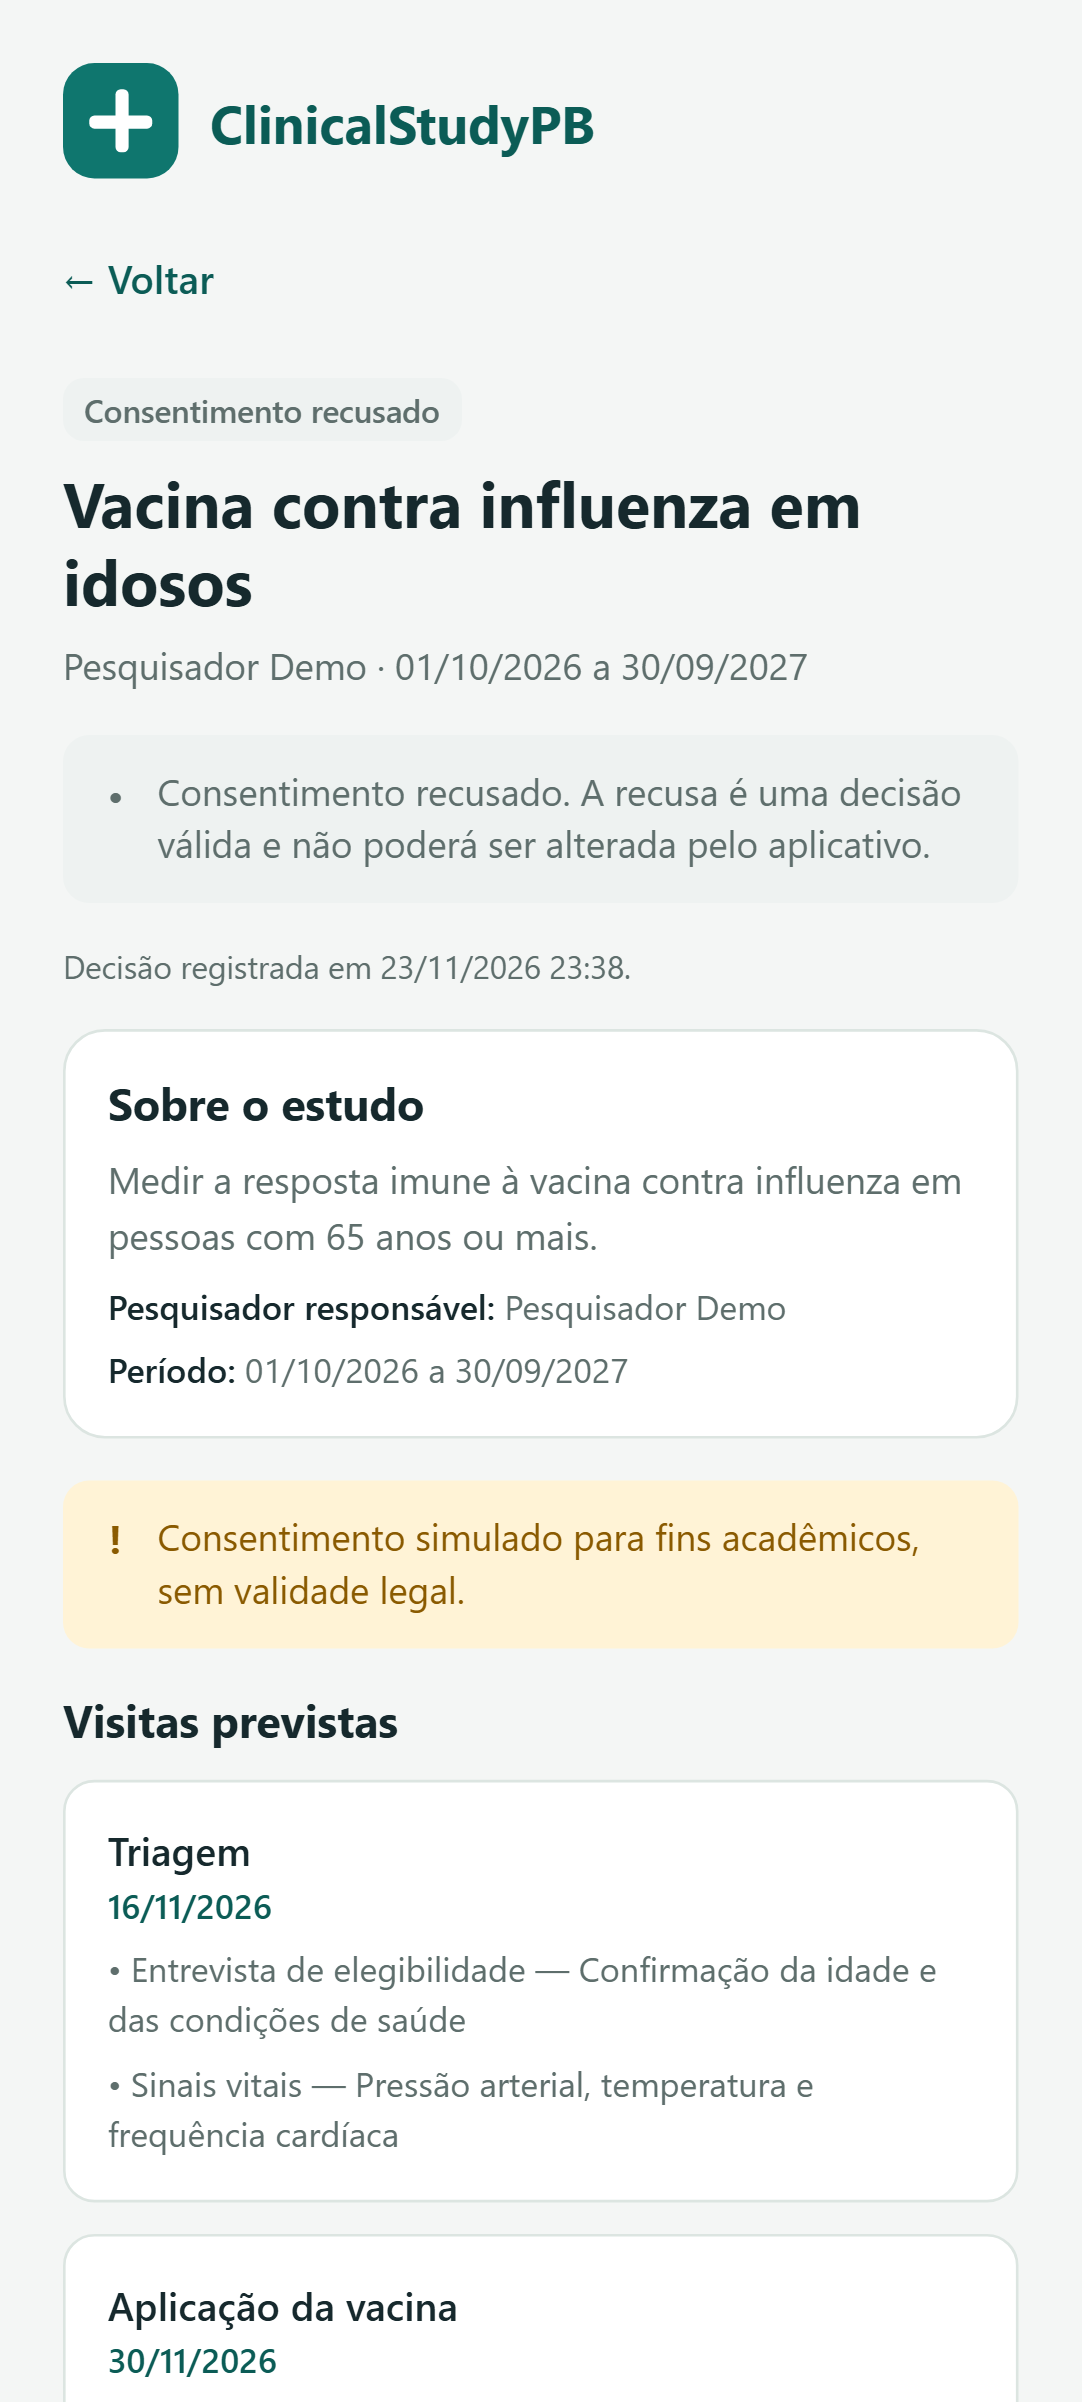 ClinicalStudyPB
← Voltar
Consentimento recusado
Vacina contra influenza em
idosos
Pesquisador Demo · 01/10/2026 a 30/09/2027
• Consentimento recusado. A recusa é uma decisão
válida e não poderá ser alterada pelo aplicativo.
Decisão registrada em 23/11/2026 23:38.
Sobre o estudo
Medir a resposta imune à vacina contra influenza em
pessoas com 65 anos ou mais.
Pesquisador responsável: Pesquisador Demo
Período: 01/10/2026 a 30/09/2027
! Consentimento simulado para fins acadêmicos,
sem validade legal.
Visitas previstas
Triagem
16/11/2026
• Entrevista de elegibilidade — Confirmação da idade e
das condições de saúde
• Sinais vitais — Pressão arterial, temperatura e
frequência cardíaca
Aplicação da vacina
30/11/2026